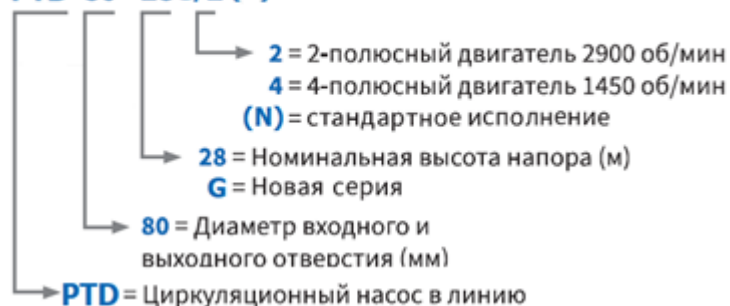 2 = 2-полюсный двигатель 2900 об/мин
4 = 4-полюсный двигатель 1450 об/мин
(N) = стандартное исполнение
28 = Номинальная высота напора (м)
G = Новая серия
80 = Диаметр входного и
выходного отверстия (мм)
PTD = Циркуляционный насос в линию